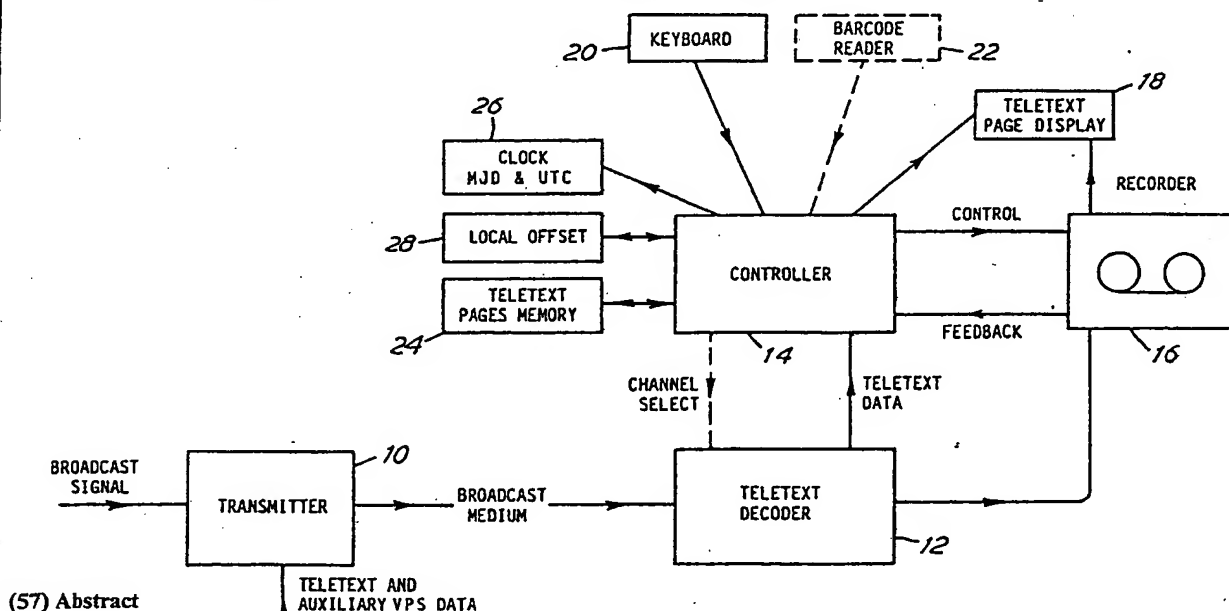 KEYBOARD
20
BARCODE
READER
22
18
TELETEXT
PAGE DISPLAY
26
CLOCK
MJD & UTC
RECORDER
CONTROL
28
LOCAL OFFSET
CONTROLLER
TELETEXT
PAGES MEMORY
24
14
FEEDBACK
16
CHANNEL
SELECT
TELETEXT
DATA
10
BROADCAST
SIGNAL
TRANSMITTER
BROADCAST
MEDIUM
TELETEXT
DECODER
12
(57) Abstract
TELETEXT AND
AUXILIARY VPS DATA